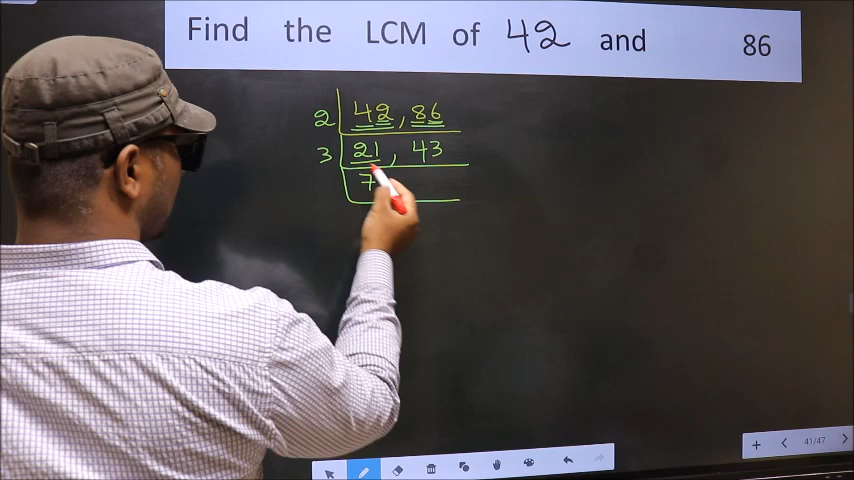 Find the LCM of 42 and 86
2 42, 86
3 21, 43
7
41/47